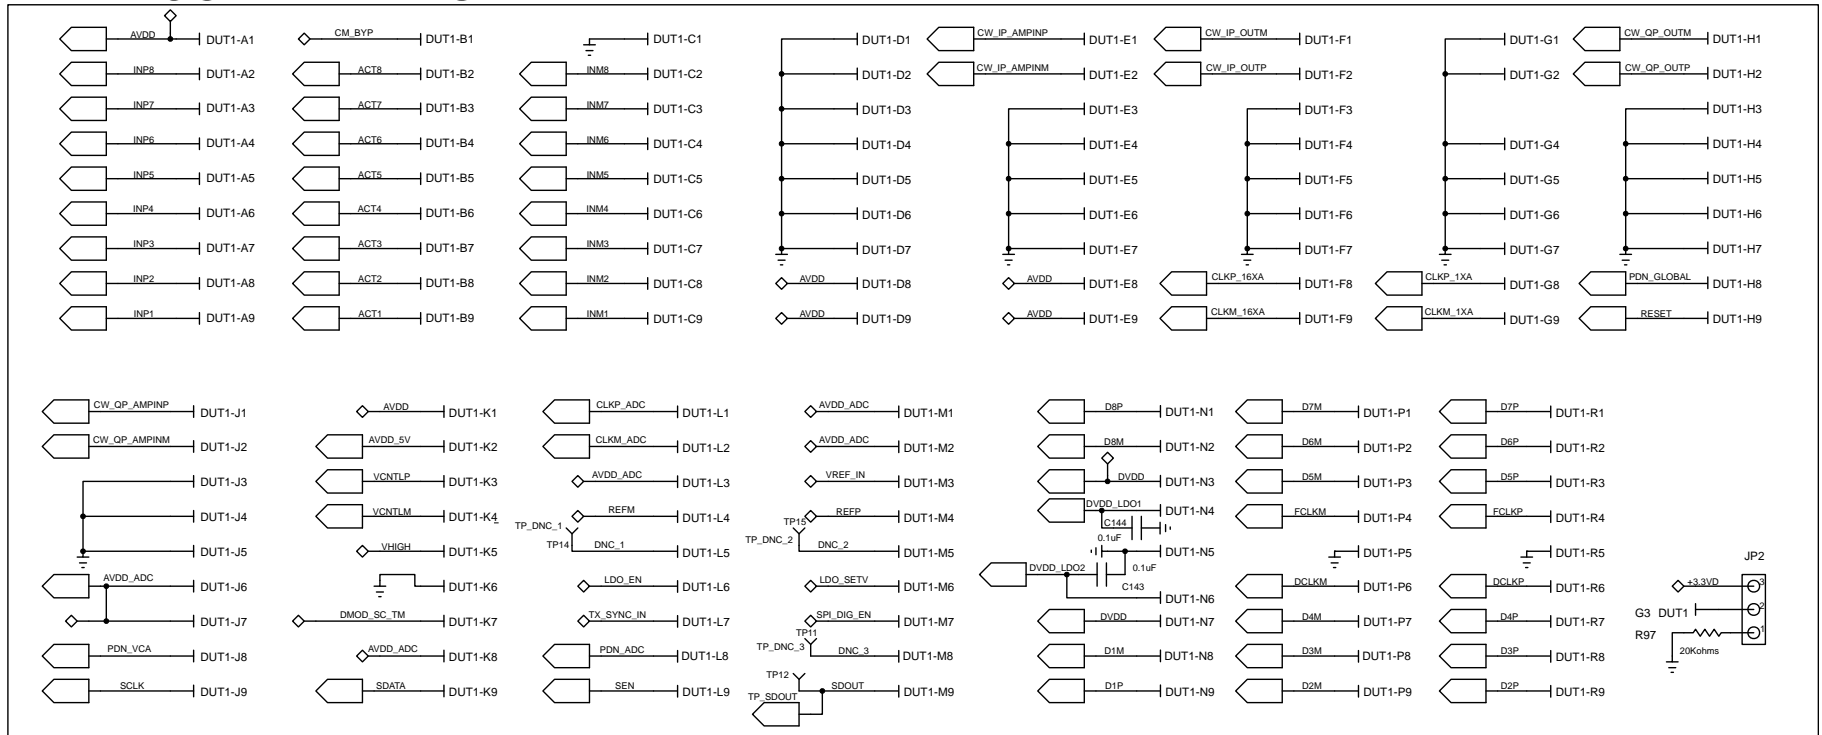 AVDD DUT1-A1 CM_BYP DUT1-B1 DUT1-C1 DUT1-D1 CW_IP_AMPINP DUT1-E1 CW_IP_OUTM DUT1-F1 DUT1-G1 CW_QP_OUTM DUT1-H1
INP8 DUT1-A2 ACT8 DUT1-B2 INM8 DUT1-C2 DUT1-D2 CW_IP_AMPINM DUT1-E2 CW_IP_OUTP DUT1-F2 DUT1-G2 CW_QP_OUTP DUT1-H2
INP7 DUT1-A3 ACT7 DUT1-B3 INM7 DUT1-C3 DUT1-D3 DUT1-E3 DUT1-F3 DUT1-H3
INP6 DUT1-A4 ACT6 DUT1-B4 INM6 DUT1-C4 DUT1-D4 DUT1-E4 DUT1-F4 DUT1-G4 DUT1-H4
INP5 DUT1-A5 ACT5 DUT1-B5 INM5 DUT1-C5 DUT1-D5 DUT1-E5 DUT1-F5 DUT1-G5 DUT1-H5
INP4 DUT1-A6 ACT4 DUT1-B6 INM4 DUT1-C6 DUT1-D6 DUT1-E6 DUT1-F6 DUT1-G6 DUT1-H6
INP3 DUT1-A7 ACT3 DUT1-B7 INM3 DUT1-C7 DUT1-D7 DUT1-E7 DUT1-F7 DUT1-G7 DUT1-H7
INP2 DUT1-A8 ACT2 DUT1-B8 INM2 DUT1-C8 AVDD DUT1-D8 AVDD DUT1-E8 CLKP_16XA DUT1-F8 CLKP_1XA DUT1-G8 PDN_GLOBAL DUT1-H8
INP1 DUT1-A9 ACT1 DUT1-B9 INM1 DUT1-C9 AVDD DUT1-D9 AVDD DUT1-E9 CLKM_16XA DUT1-F9 CLKM_1XA DUT1-G9 RESET DUT1-H9
CW_QP_AMPINP DUT1-J1 AVDD DUT1-K1 CLKP_ADC DUT1-L1 AVDD_ADC DUT1-M1 D8P DUT1-N1 D7M DUT1-P1 D7P DUT1-R1
CW_QP_AMPINM DUT1-J2 AVDD_5V DUT1-K2 CLKM_ADC DUT1-L2 AVDD_ADC DUT1-M2 D8M DUT1-N2 D6M DUT1-P2 D6P DUT1-R2
DUT1-J3 VCNTLP DUT1-K3 AVDD_ADC DUT1-L3 VREF_IN DUT1-M3 DVDD DUT1-N3 D5M DUT1-P3 D5P DUT1-R3
DUT1-J4 VCNTLM DUT1-K4 REFM DUT1-L4 REFP DUT1-M4 DVDD_LDO1 DUT1-N4 FCLKM DUT1-P4 FCLKP DUT1-R4
TP_DNC_1 TP15 C144
TP14 TP_DNC_2 0.1uF
DUT1-J5 VHIGH DUT1-K5 DNC_1 DUT1-L5 DNC_2 DUT1-M5 DUT1-N5 DUT1-P5 DUT1-R5 JP2
DVDD_LDO2 0.1uF
AVDD_ADC DUT1-J6 DUT1-K6 LDO_EN DUT1-L6 LDO_SETV DUT1-M6 C143 DUT1-N6 DCLKM DUT1-P6 DCLKP DUT1-R6 +3.3VD 3
G3 DUT1 2
DUT1-J7 DMOD_SC_TM DUT1-K7 TX_SYNC_IN DUT1-L7 SPI_DIG_EN DUT1-M7 DVDD DUT1-N7 D4M DUT1-P7 D4P DUT1-R7
TP11 R97 1
TP_DNC_3 20Kohms
PDN_VCA DUT1-J8 AVDD_ADC DUT1-K8 PDN_ADC DUT1-L8 DNC_3 DUT1-M8 D1M DUT1-N8 D3M DUT1-P8 D3P DUT1-R8
TP12
SCLK DUT1-J9 SDATA DUT1-K9 SEN DUT1-L9 TP_SDOUT SDOUT DUT1-M9 D1P DUT1-N9 D2M DUT1-P9 D2P DUT1-R9